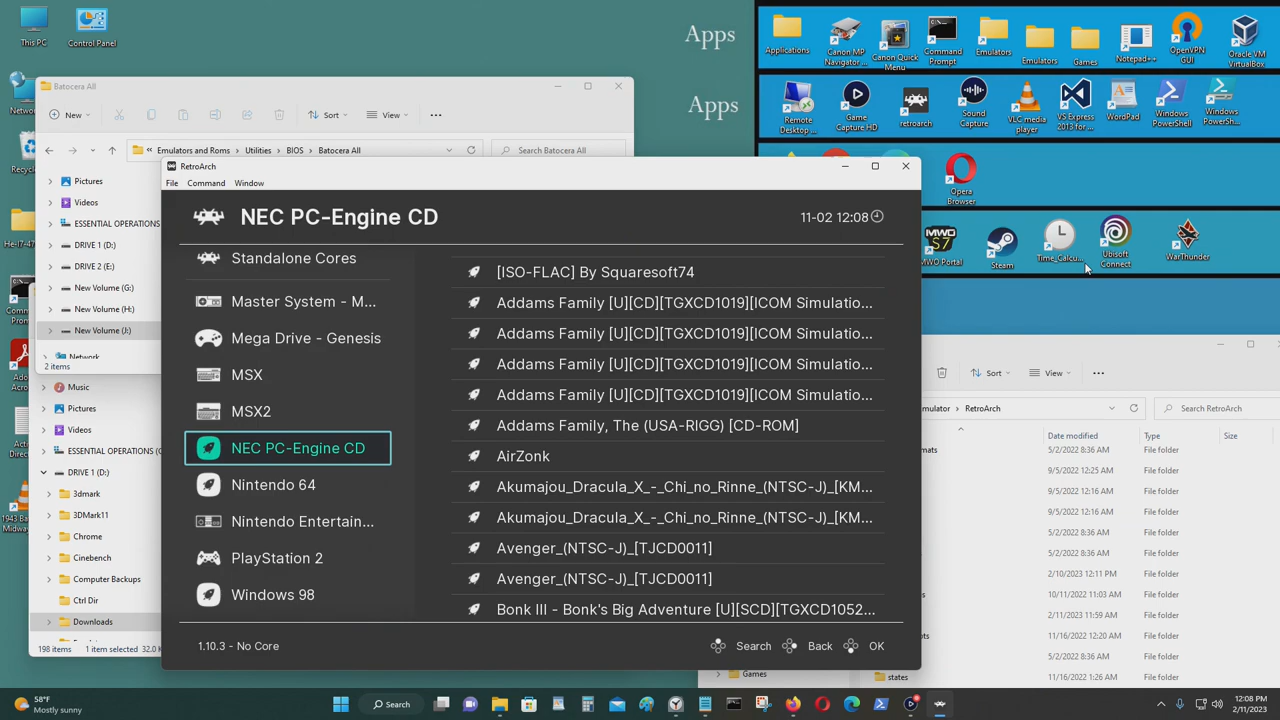 This PC
Control Panel
Apps
Applications
Canon MP
Navigator ...
Canon Quick
Menu
Command
Prompt
Emulators
Emulators
Games
Notepad++
OpenVPN
GUI
Oracle VM
VirtualBox
Apps
Remote
Desktop ...
Game
Capture HD
retroarch
Sound
Capture
VLC media
player
VS Express
2013 for ...
WordPad
Windows
PowerShell
Windows
PowerShell...
Opera
Browser
MWO Portal
Steam
Time_Calcu...
Ubisoft
Connect
WarThunder
Batocera All
New
Sort
View
Emulators and Roms
Utilities
BIOS
Batocera All
Search Batocera All
Pictures
Videos
DRIVE 1 (D:)
DRIVE 2 (E:)
New Volume (G:)
New Volume (H:)
New Volume (J:)
Network
2 items
Music
Pictures
Videos
DRIVE 1 (D:)
3dmark
3DMark11
Chrome
Cinebench
Computer Backups
Ctrl Dir
Downloads
198 items
1 item selected
RetroArch
File
Command
Window
NEC PC-Engine CD
11-02 12:08
Standalone Cores
Master System - M...
Mega Drive - Genesis
MSX
MSX2
NEC PC-Engine CD
Nintendo 64
Nintendo Entertain...
PlayStation 2
Windows 98
[ISO-FLAC] By Squaresoft74
Addams Family [U][CD][TGXCD1019][ICOM Simulatio...
Addams Family [U][CD][TGXCD1019][ICOM Simulatio...
Addams Family [U][CD][TGXCD1019][ICOM Simulatio...
Addams Family [U][CD][TGXCD1019][ICOM Simulatio...
Addams Family, The (USA-RIGG) [CD-ROM]
AirZonk
Akumajou_Dracula_X_-_Chi_no_Rinne_(NTSC-J)_[KM...
Akumajou_Dracula_X_-_Chi_no_Rinne_(NTSC-J)_[KM...
Avenger_(NTSC-J)_[TJCD0011]
Avenger_(NTSC-J)_[TJCD0011]
Bonk III - Bonk's Big Adventure [U][SCD][TGXCD1052...
1.10.3 - No Core
Search
Back
OK
Sort
View
RetroArch
Search RetroArch
Date modified
Type
Size
5/2/2022 8:36 AM
File folder
9/5/2022 12:25 AM
File folder
9/5/2022 12:16 AM
File folder
9/5/2022 12:16 AM
File folder
5/2/2022 8:36 AM
File folder
5/2/2022 8:36 AM
File folder
2/10/2023 12:11 PM
File folder
10/11/2022 11:03 AM
File folder
2/11/2023 11:59 AM
File folder
11/16/2022 12:20 AM
File folder
5/2/2022 8:36 AM
File folder
states
11/16/2022 1:26 AM
File folder
Games
58°F
Mostly sunny
Search
12:08 PM
2/11/2023